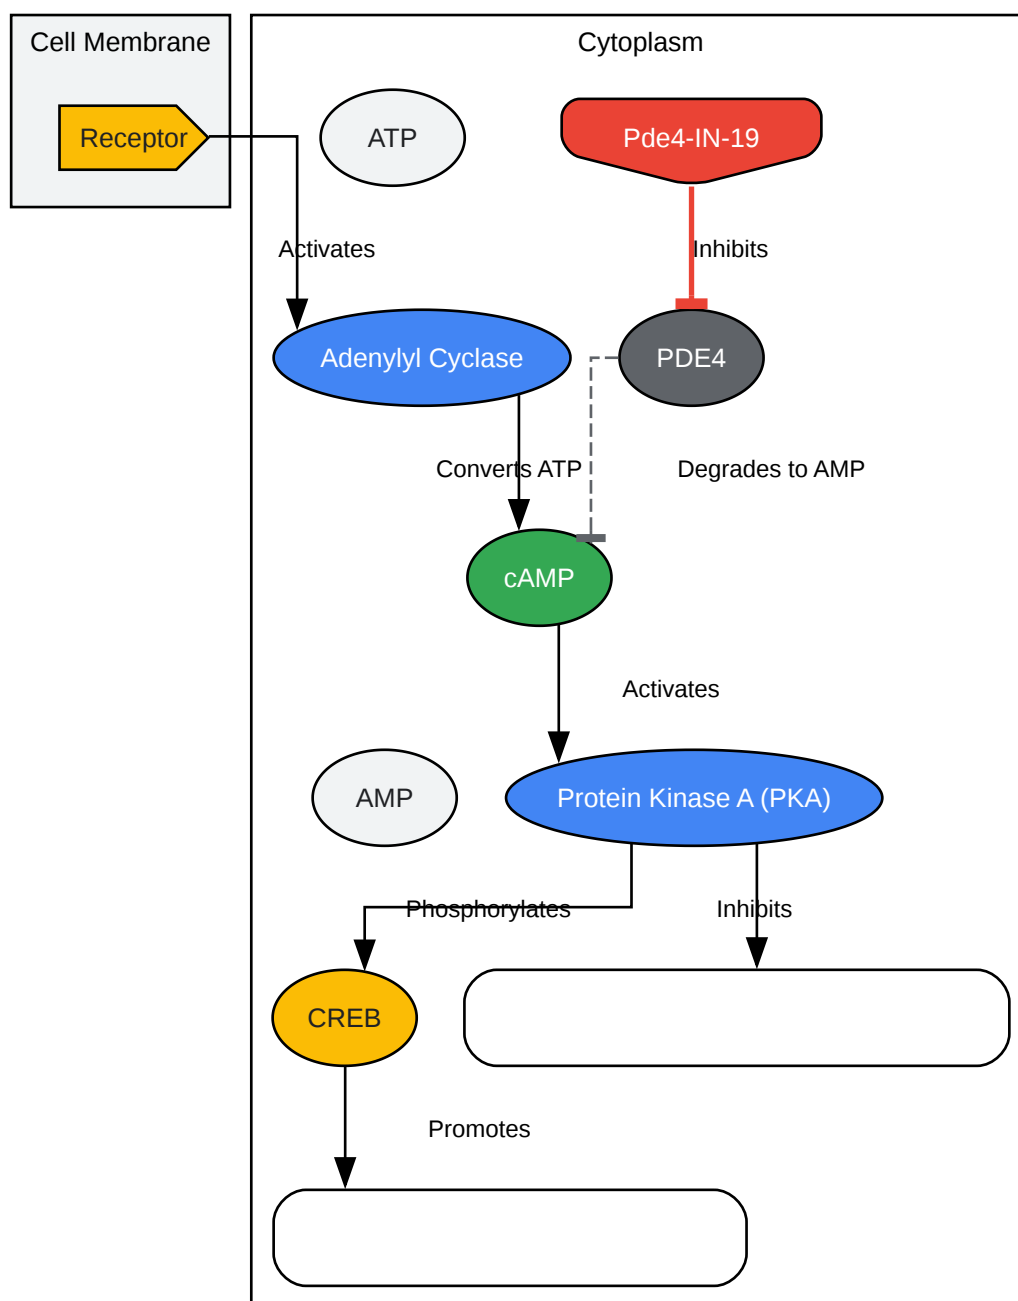 Cell Membrane
Cytoplasm
Receptor
ATP
Pde4-IN-19
Activates
Inhibits
Adenylyl Cyclase
PDE4
Converts ATP
Degrades to AMP
cAMP
Activates
AMP
Protein Kinase A (PKA)
Phosphorylates
Inhibits
CREB
Promotes